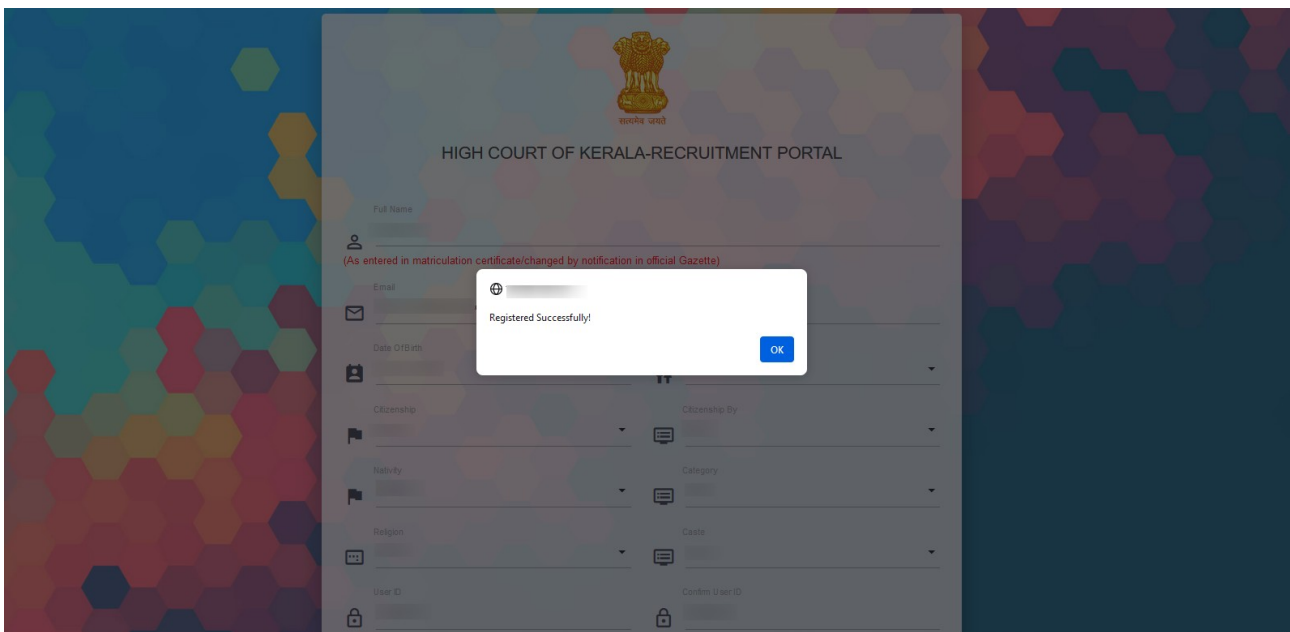 सत्यमेव जयते
HIGH COURT OF KERALA-RECRUITMENT PORTAL
Full Name
(As entered in matriculation certificate/changed by notification in official Gazette)
Email
Registered Successfully!
OK
Date Of Birth
Citizenship
Citizenship By
Nativity
Category
Religion
Caste
User ID
Confirm User ID